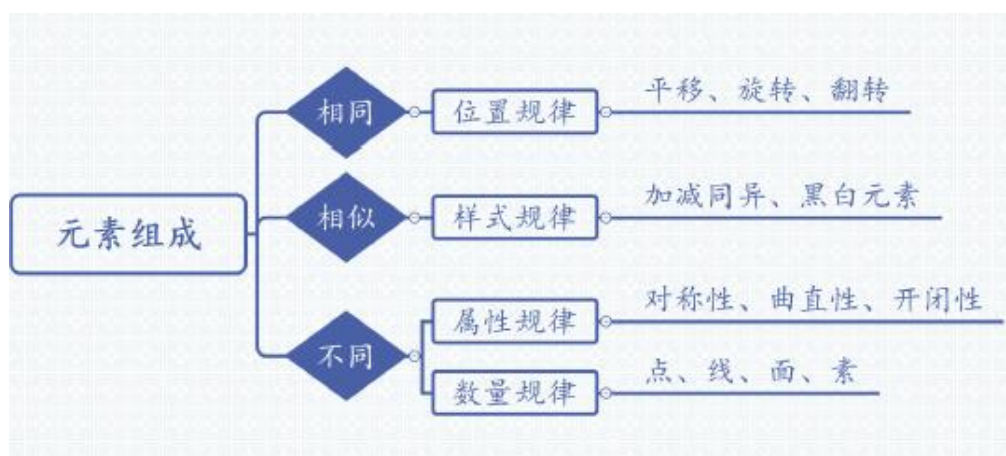 元素组成
相同
位置规律
平移、旋转、翻转
相似
样式规律
加减同异、黑白元素
不同
属性规律
对称性、曲直性、开闭性
数量规律
点、线、面、素